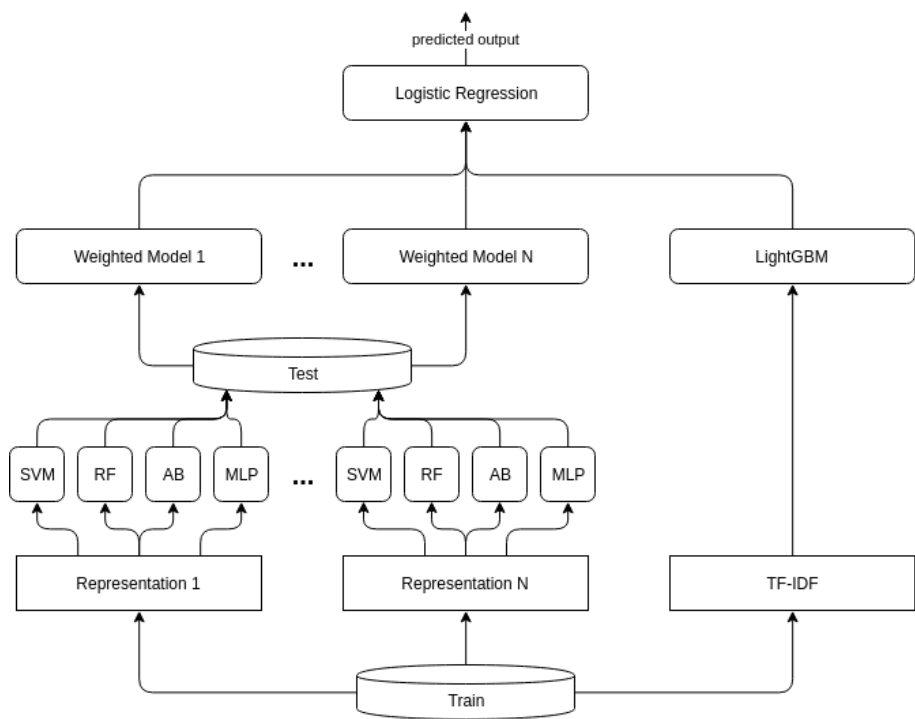 predicted output
Logistic Regression
Weighted Model 1
...
Weighted Model N
LightGBM
Test
SVM
RF
AB
MLP
...
SVM
RF
AB
MLP
Representation 1
Representation N
TF-IDF
Train